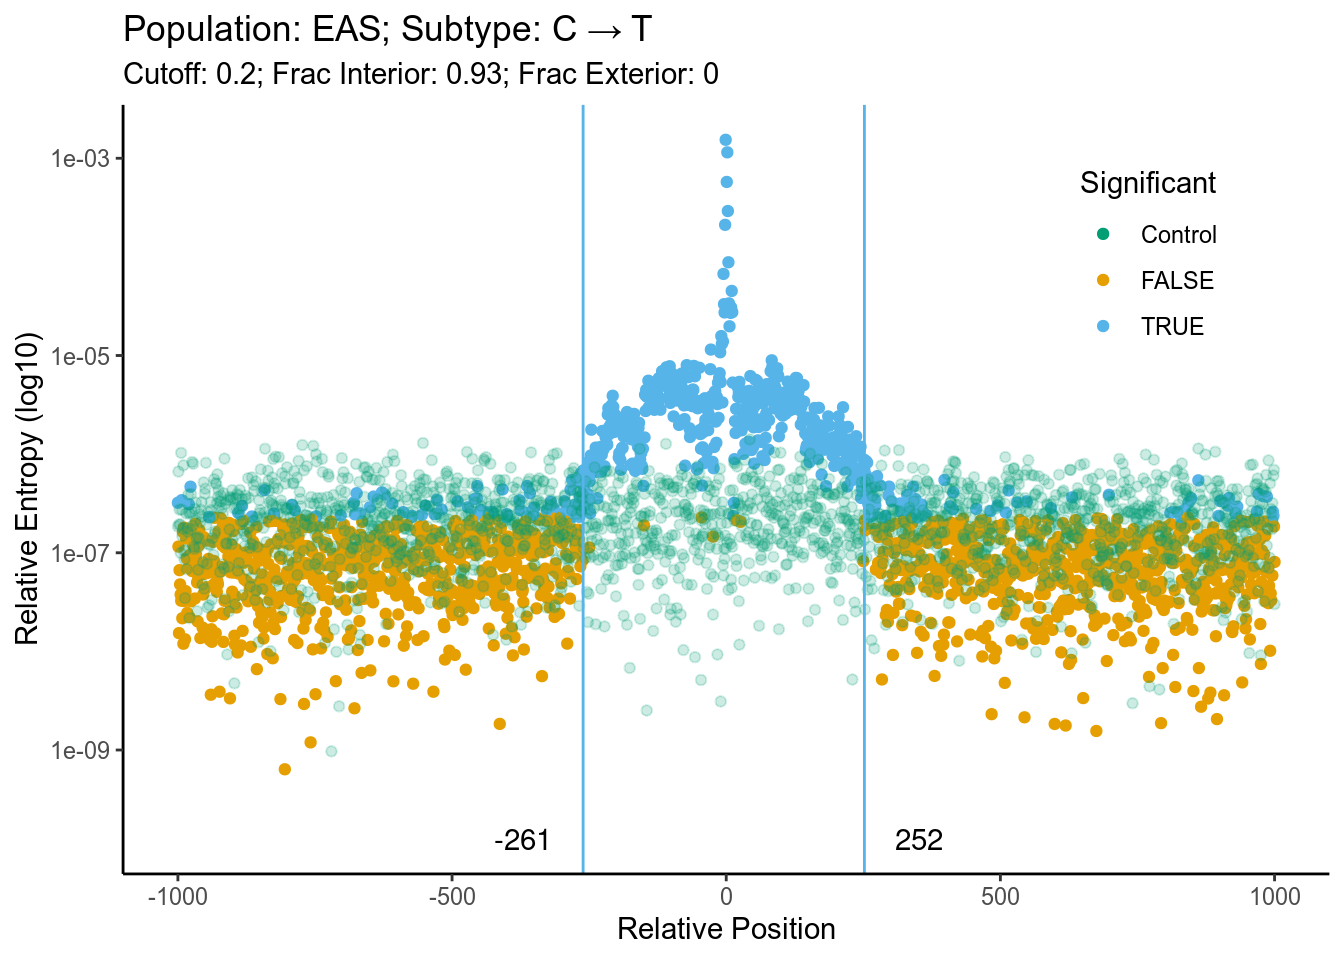 Population: EAS; Subtype: C → T
Cutoff: 0.2; Frac Interior: 0.93; Frac Exterior: 0
Relative Entropy (log10)
1e-03
1e-05
1e-07
1e-09
Significant
Control
FALSE
TRUE
-261
252
-1000
-500
0
500
1000
Relative Position